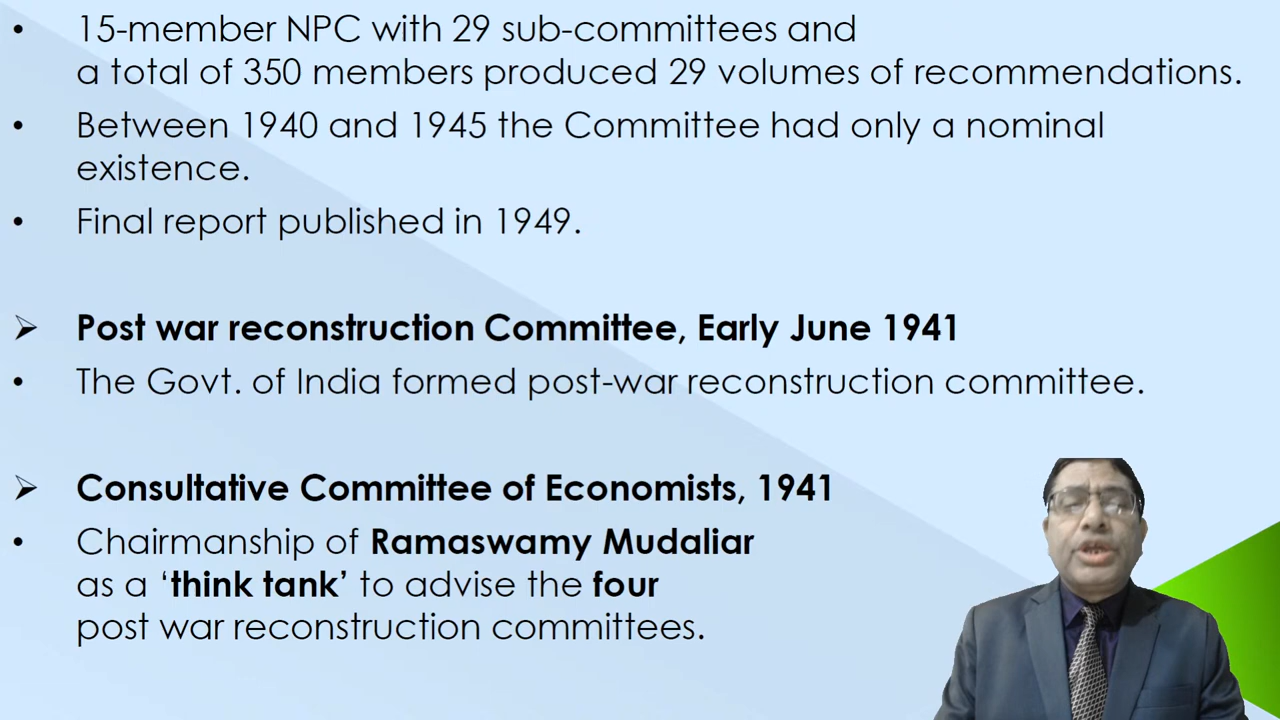 • 15-member NPC with 29 sub-committees and
a total of 350 members produced 29 volumes of recommendations.
• Between 1940 and 1945 the Committee had only a nominal
existence.
• Final report published in 1949.
➢ Post war reconstruction Committee, Early June 1941
• The Govt. of India formed post-war reconstruction committee.
➢ Consultative Committee of Economists, 1941
• Chairmanship of Ramaswamy Mudaliar
as a ‘think tank’ to advise the four
post war reconstruction committees.